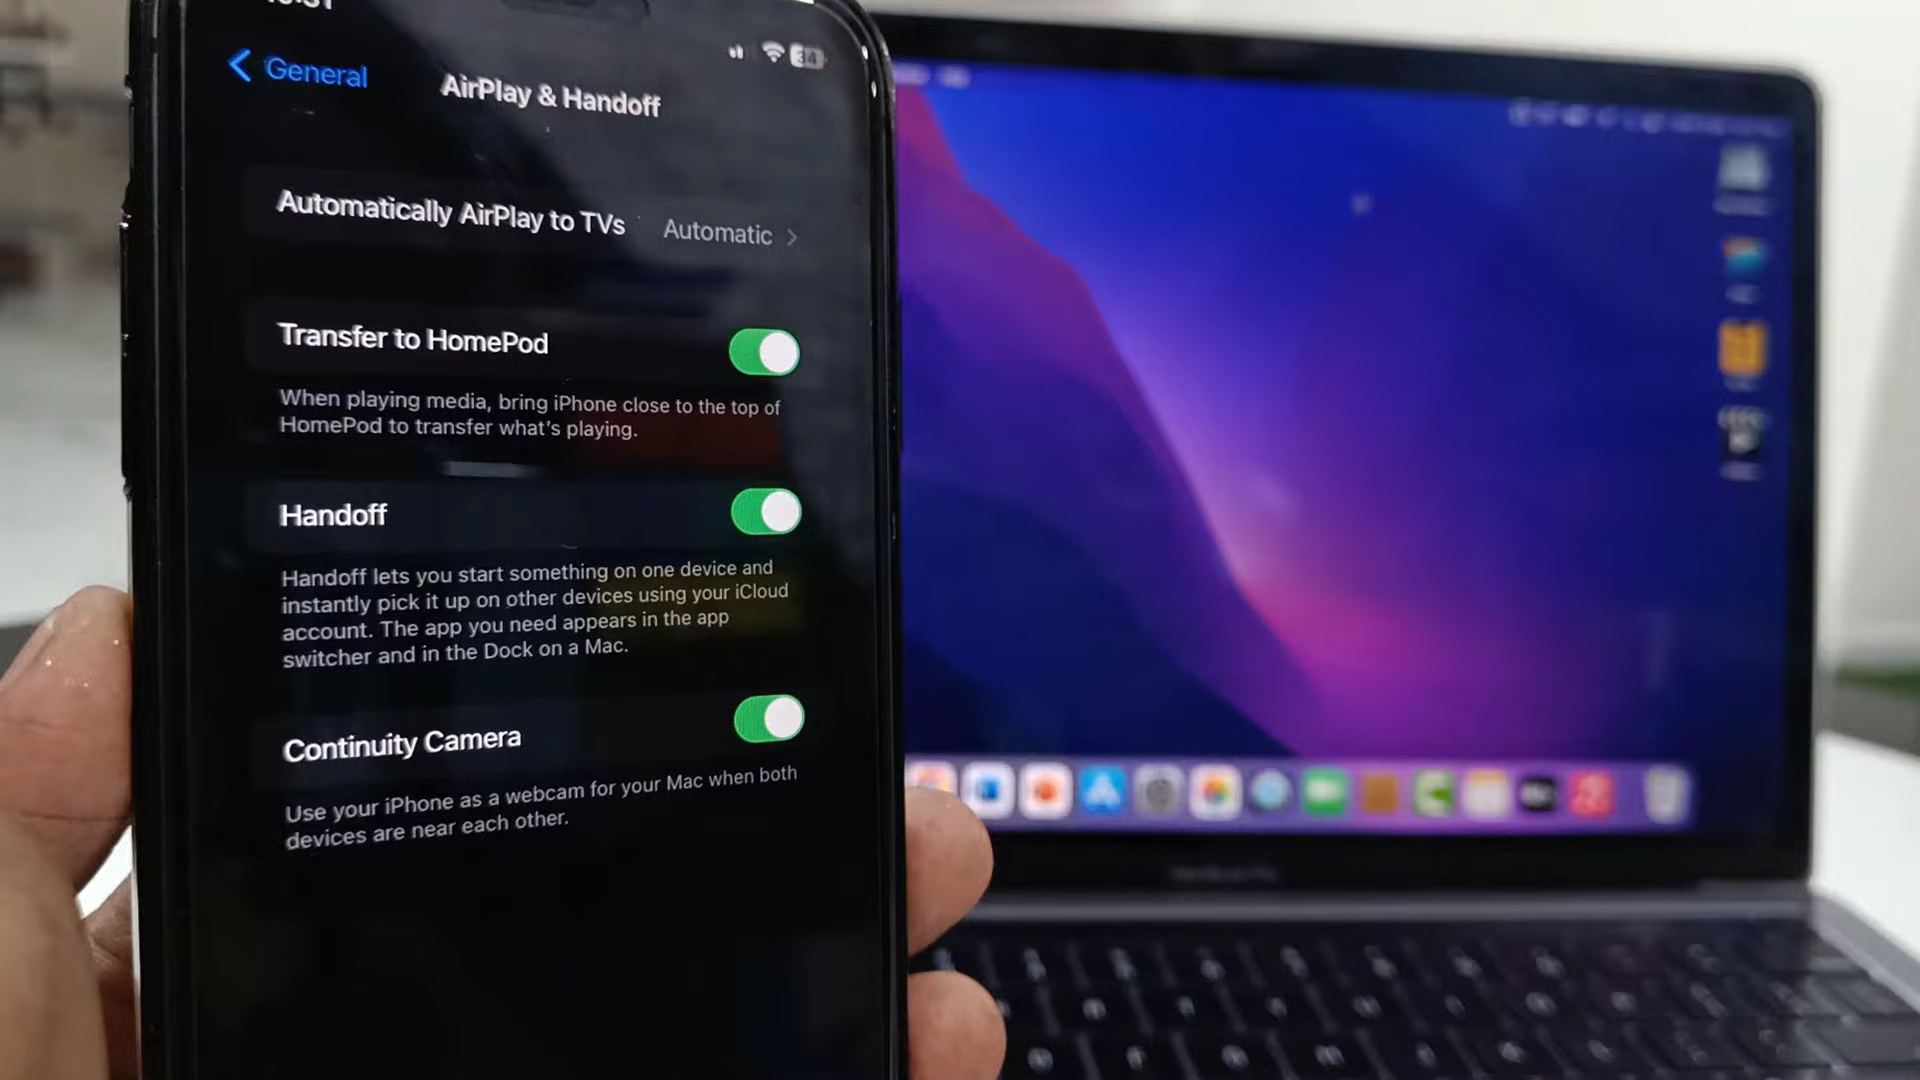 34
General
AirPlay & Handoff
Automatically AirPlay to TVs Automatic
Transfer to HomePod
When playing media, bring iPhone close to the top of
HomePod to transfer what's playing.
Handoff
Handoff lets you start something on one device and
instantly pick it up on other devices using your iCloud
account. The app you need appears in the app
switcher and in the Dock on a Mac.
Continuity Camera
Use your iPhone as a webcam for your Mac when both
devices are near each other.